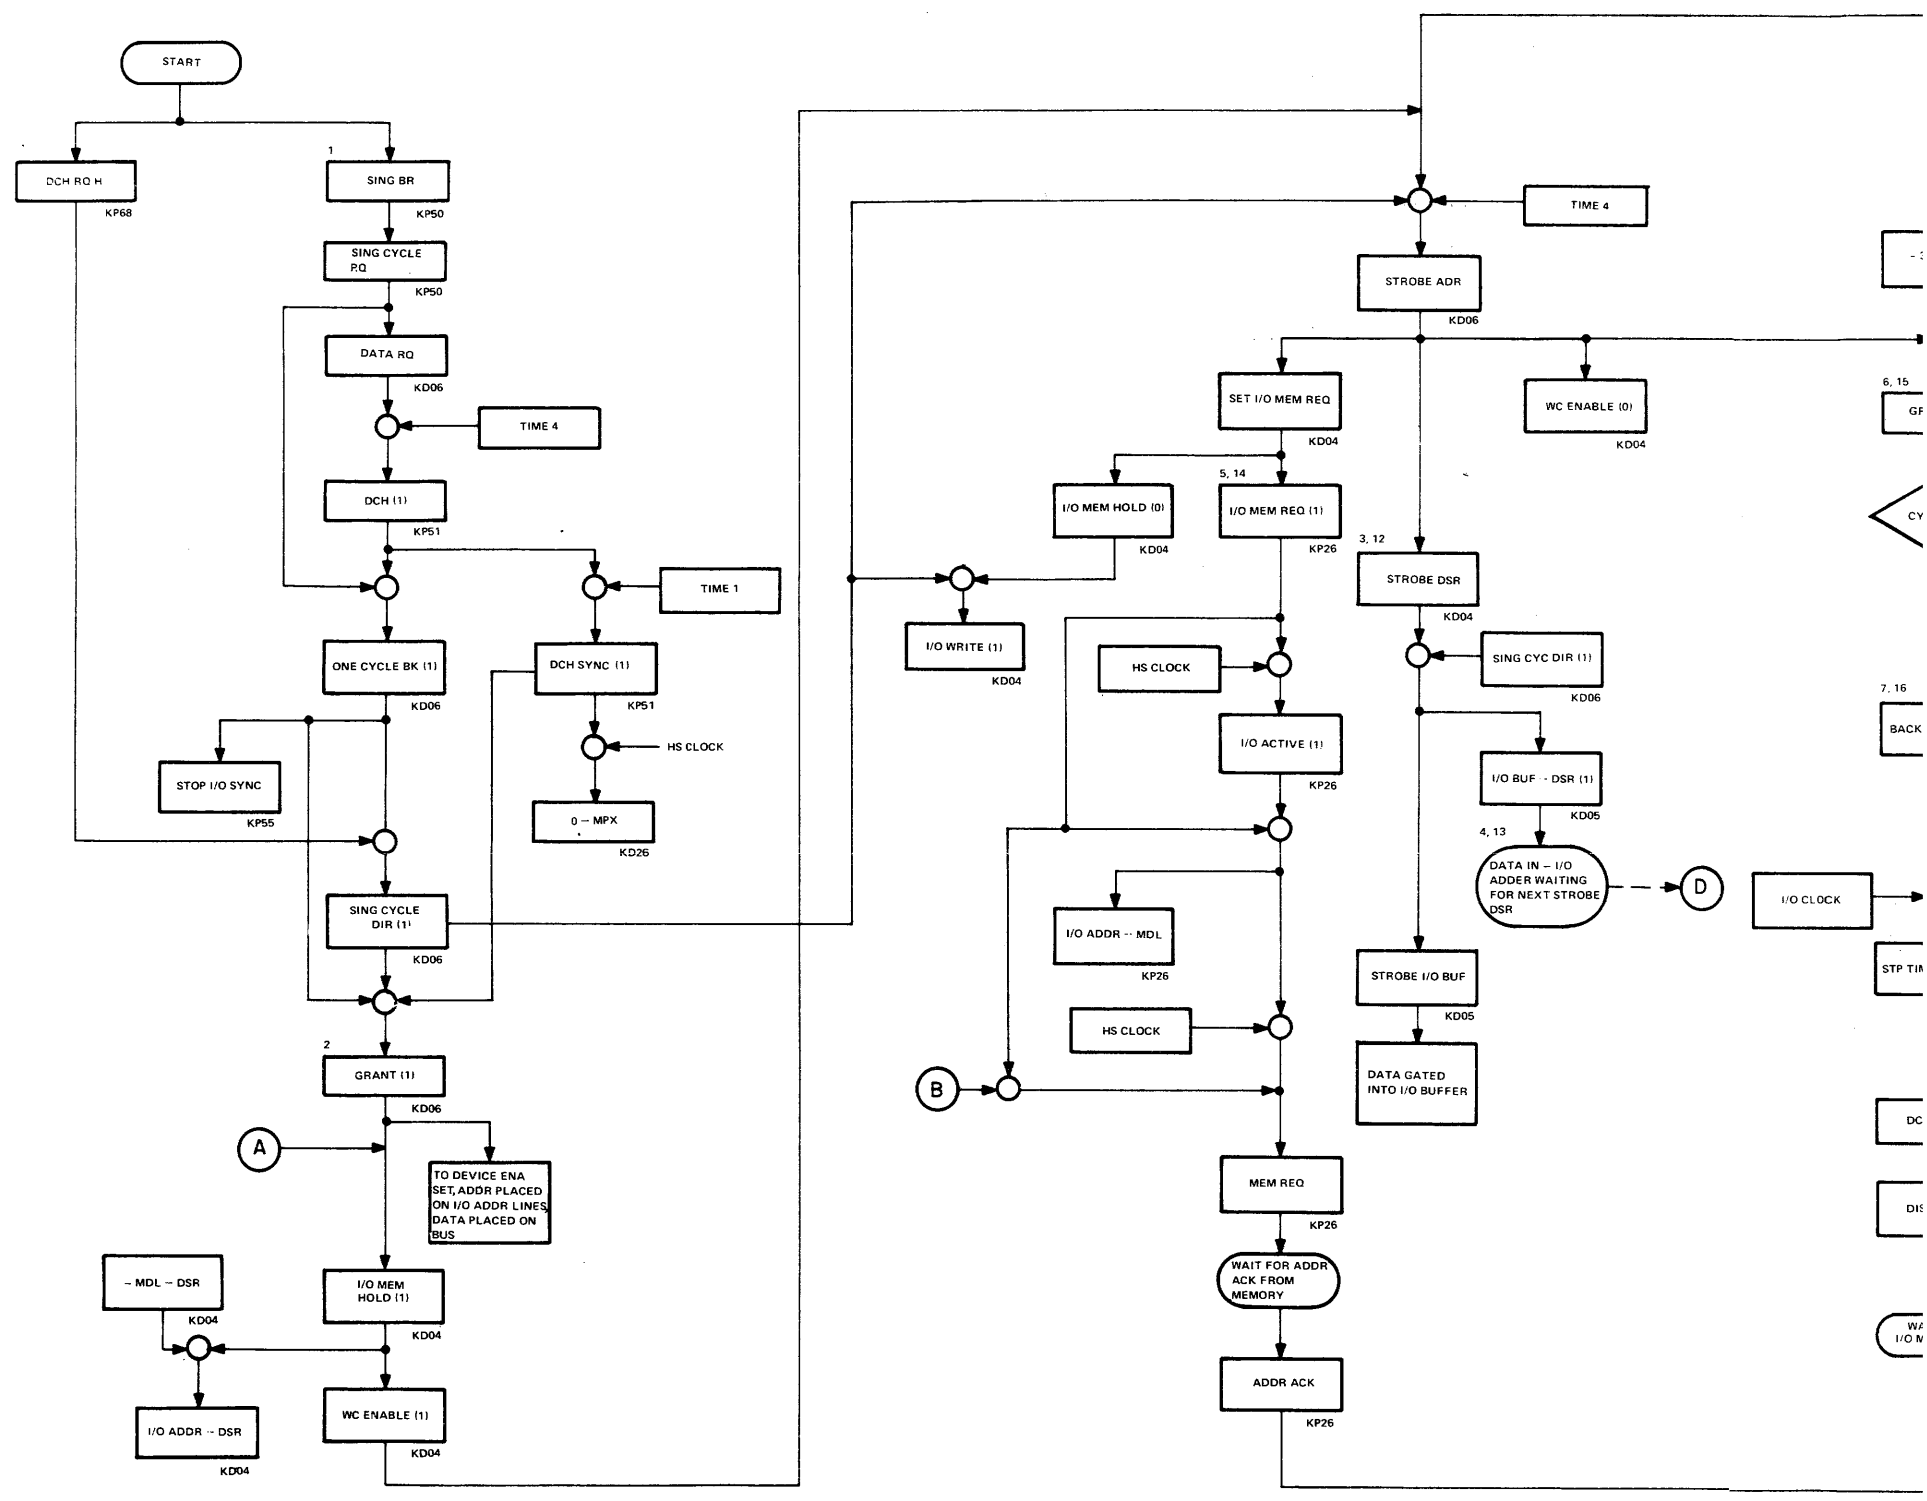 START
DCH RQ H
KP68
1
SING BR
KP50
SING CYCLE
RQ
KP50
DATA RQ
KD06
TIME 4
DCH (1)
KP51
TIME 1
ONE CYCLE BK (1)
KD06
DCH SYNC (1)
KP51
HS CLOCK
STOP I/O SYNC
KP55
0 – MPX
KD26
SING CYCLE
DIR (1)
KD06
2
GRANT (1)
KD06
A
TO DEVICE ENA
SET, ADDR PLACED
ON I/O ADDR LINES,
DATA PLACED ON
BUS
– MDL – DSR
KD04
I/O MEM
HOLD (1)
KD04
I/O ADDR – DSR
KD04
WC ENABLE (1)
KD04
TIME 4
STROBE ADR
KD06
SET I/O MEM REQ
KD04
WC ENABLE (0)
KD04
I/O MEM HOLD (0)
KD04
5, 14
I/O MEM REQ (1)
KP26
3, 12
STROBE DSR
KD04
I/O WRITE (1)
KD04
HS CLOCK
SING CYC DIR (1)
KD06
I/O ACTIVE (1)
KP26
I/O BUF – DSR (1)
KD05
4, 13
DATA IN – I/O
ADDER WAITING
FOR NEXT STROBE
DSR
D
I/O ADDR – MDL
KP26
STROBE I/O BUF
KD05
HS CLOCK
DATA GATED
INTO I/O BUFFER
B
MEM REQ
KP26
WAIT FOR ADDR
ACK FROM
MEMORY
ADDR ACK
KP26
6, 15
CY
7, 16
BACK
I/O CLOCK
STP TIM
DC
DIS
WA
I/O M